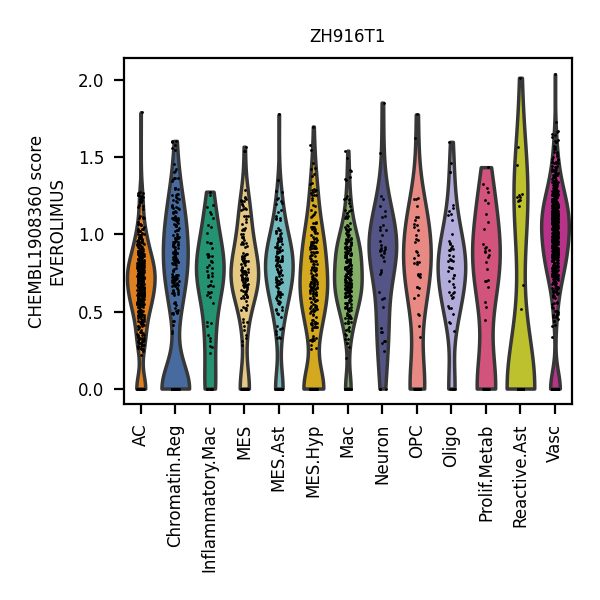 ZH916T1
CHEMBL1908360 score
EVEROLIMUS
2.0
1.5
1.0
0.5
0.0
AC
Chromatin.Reg
Inflammatory.Mac
MES
MES.Ast
MES.Hyp
Mac
Neuron
OPC
Oligo
Prolif.Metab
Reactive.Ast
Vasc